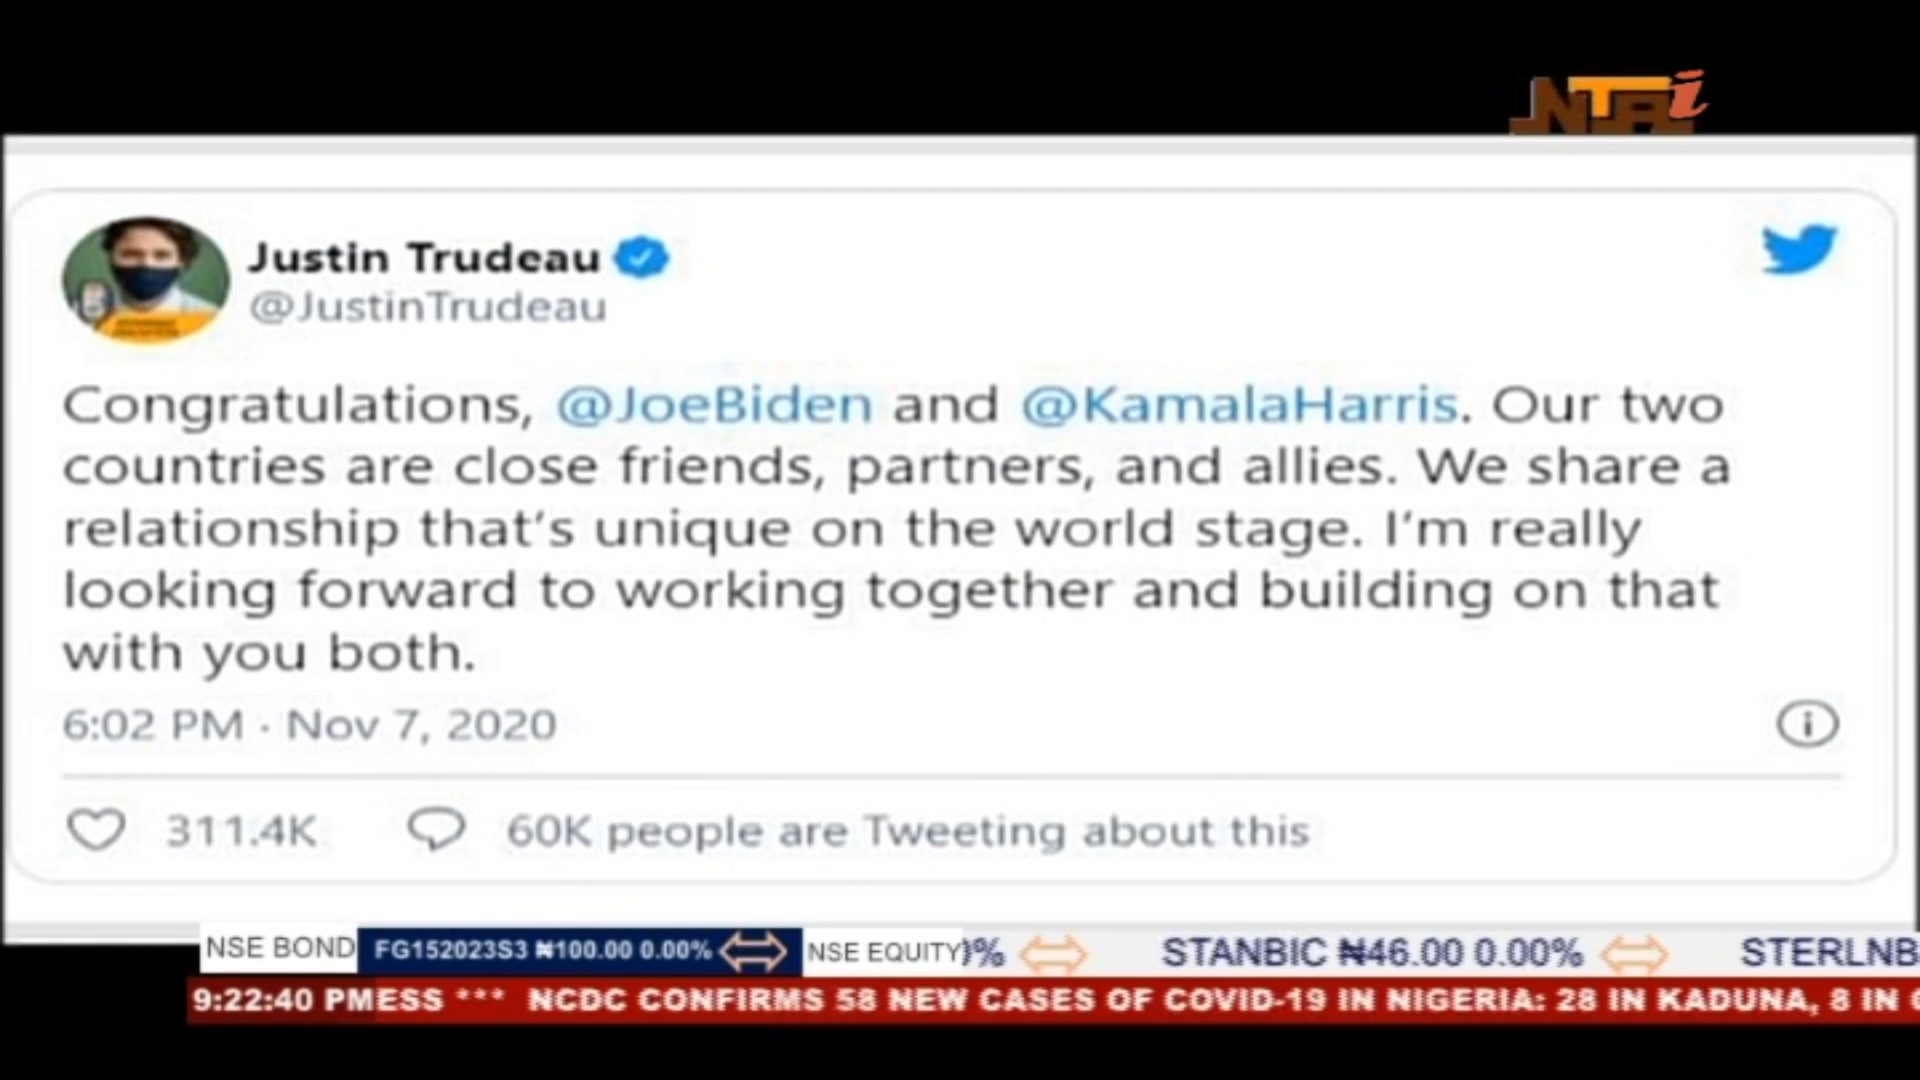 NTAi
Justin Trudeau
@JustinTrudeau
Congratulations, @JoeBiden and @KamalaHarris. Our two
countries are close friends, partners, and allies. We share a
relationship that's unique on the world stage. I'm really
looking forward to working together and building on that
with you both.
6:02 PM · Nov 7, 2020
311.4K 60K people are Tweeting about this
NSE BOND FG152023S3 ₦100.00 0.00% NSE EQUITY % STANBIC ₦46.00 0.00% STERLNB
9:22:40 PM ESS *** NCDC CONFIRMS 58 NEW CASES OF COVID-19 IN NIGERIA: 28 IN KADUNA, 8 IN